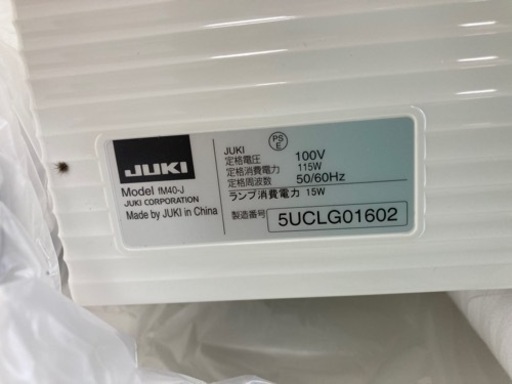 JUKI
Model fM40-J
JUKI CORPORATION
Made by JUKI in China
JUKI
PS
E
定格電圧 100V
定格消費電力 115W
定格周波数 50/60Hz
ランプ消費電力 15W
製造番号 5UCLG01602